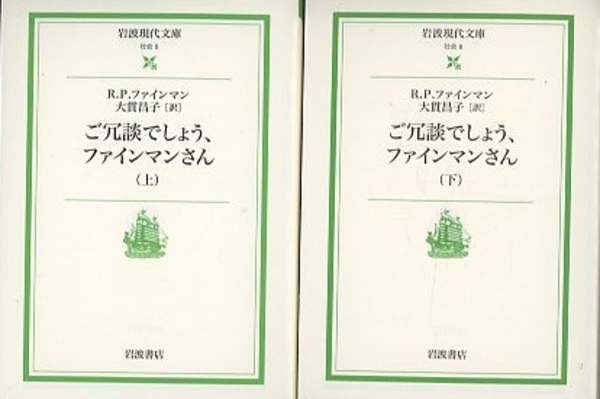 岩波現代文庫
社会 5
R.P.ファインマン
大貫昌子[訳]
ご冗談でしょう、
ファインマンさん
(上)
岩波書店
岩波現代文庫
R.P.ファインマン
大貫昌子[訳]
ご冗談でしょう、
ファインマンさん
(下)
岩波書店